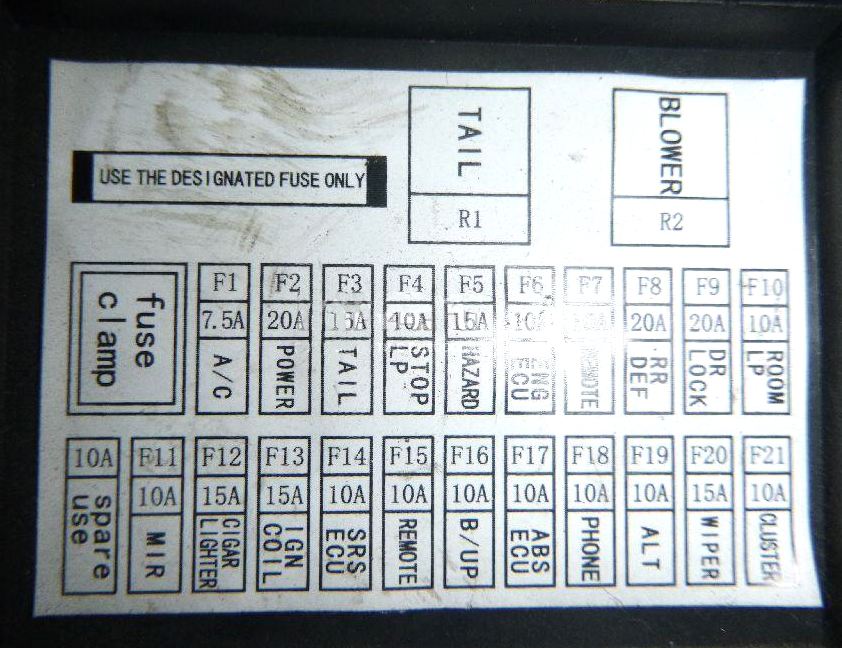 TAIL
BLOWER
USE THE DESIGNATED FUSE ONLY
R1
R2
fuse
clamp
F1 F2 F3 F4 F5 F6 F7 F8 F9 F10
7.5A 20A 15A 10A 15A 10A 20A 20A 10A
A/C
POWER
TAIL
STOP
LP
HAZARD
ENG
ECU
REMOTE
RR
DEF
DR
LOCK
ROOM
LP
10A F11 F12 F13 F14 F15 F16 F17 F18 F19 F20 F21
10A 15A 15A 10A 10A 10A 10A 10A 10A 15A 10A
spare
use
MIR
CIGAR
LIGHTER
IGN
COIL
SRS
ECU
REMOTE
B/UP
ABS
ECU
PHONE
ALT
WIPER
CLUSTER